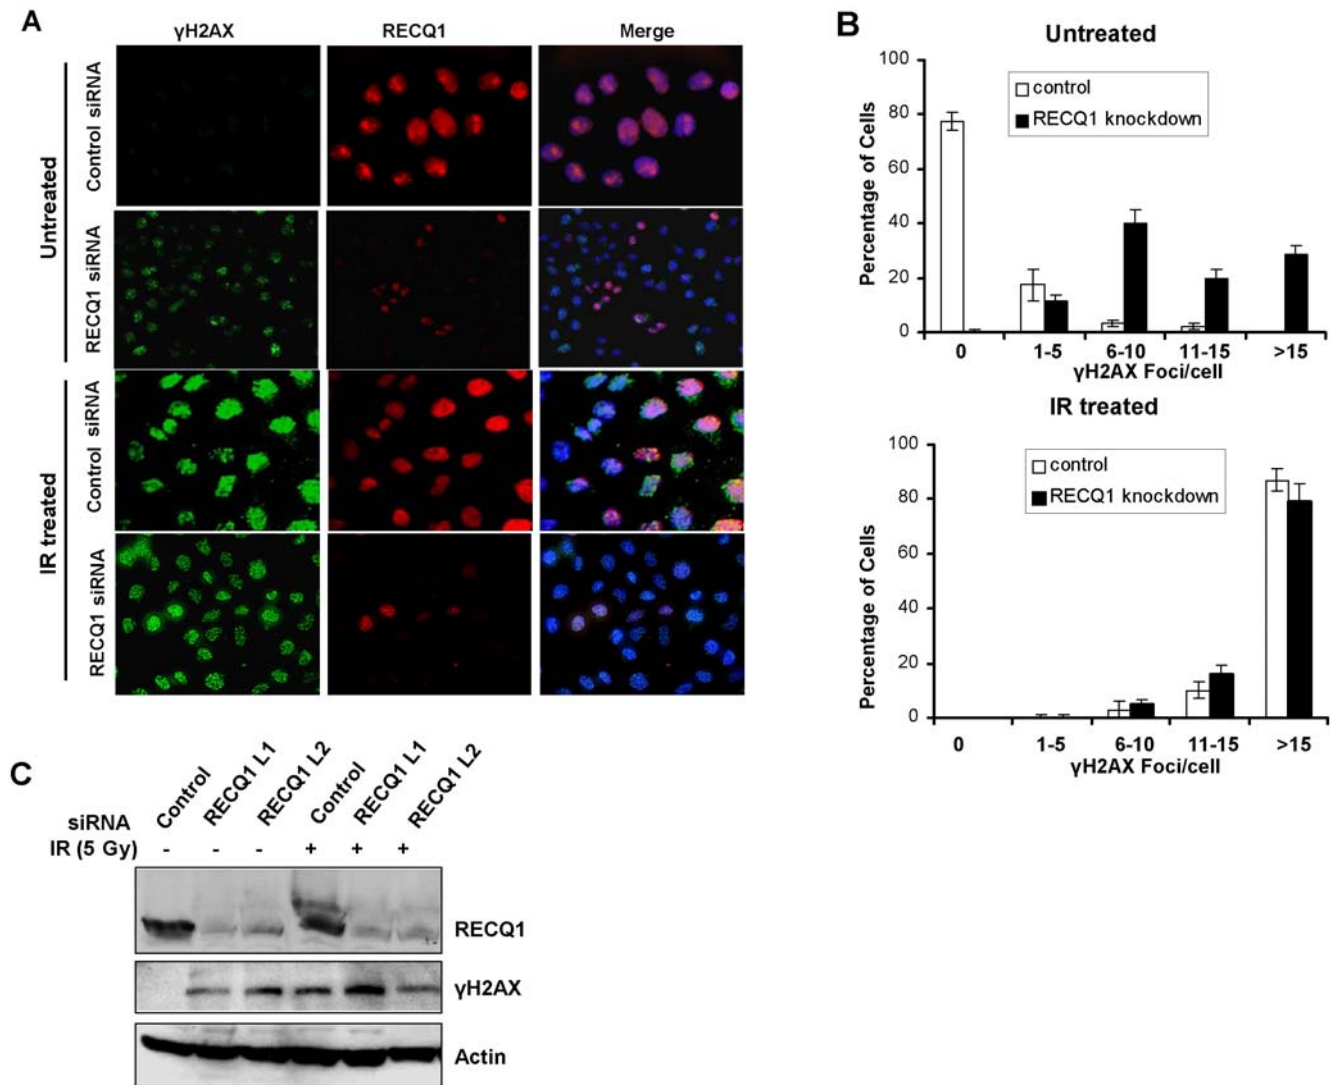 A
γH2AX RECQ1 Merge
Untreated
Control siRNA
RECQ1 siRNA
IR treated
Control siRNA
RECQ1 siRNA
B
Untreated
control
RECQ1 knockdown
Percentage of Cells
100
80
60
40
20
0
0 1-5 6-10 11-15 >15
γH2AX Foci/cell
IR treated
control
RECQ1 knockdown
Percentage of Cells
100
80
60
40
20
0
0 1-5 6-10 11-15 >15
γH2AX Foci/cell
C
siRNA Control RECQ1 L1 RECQ1 L2 Control RECQ1 L1 RECQ1 L2
IR (5 Gy) - - - + + +
RECQ1
γH2AX
Actin